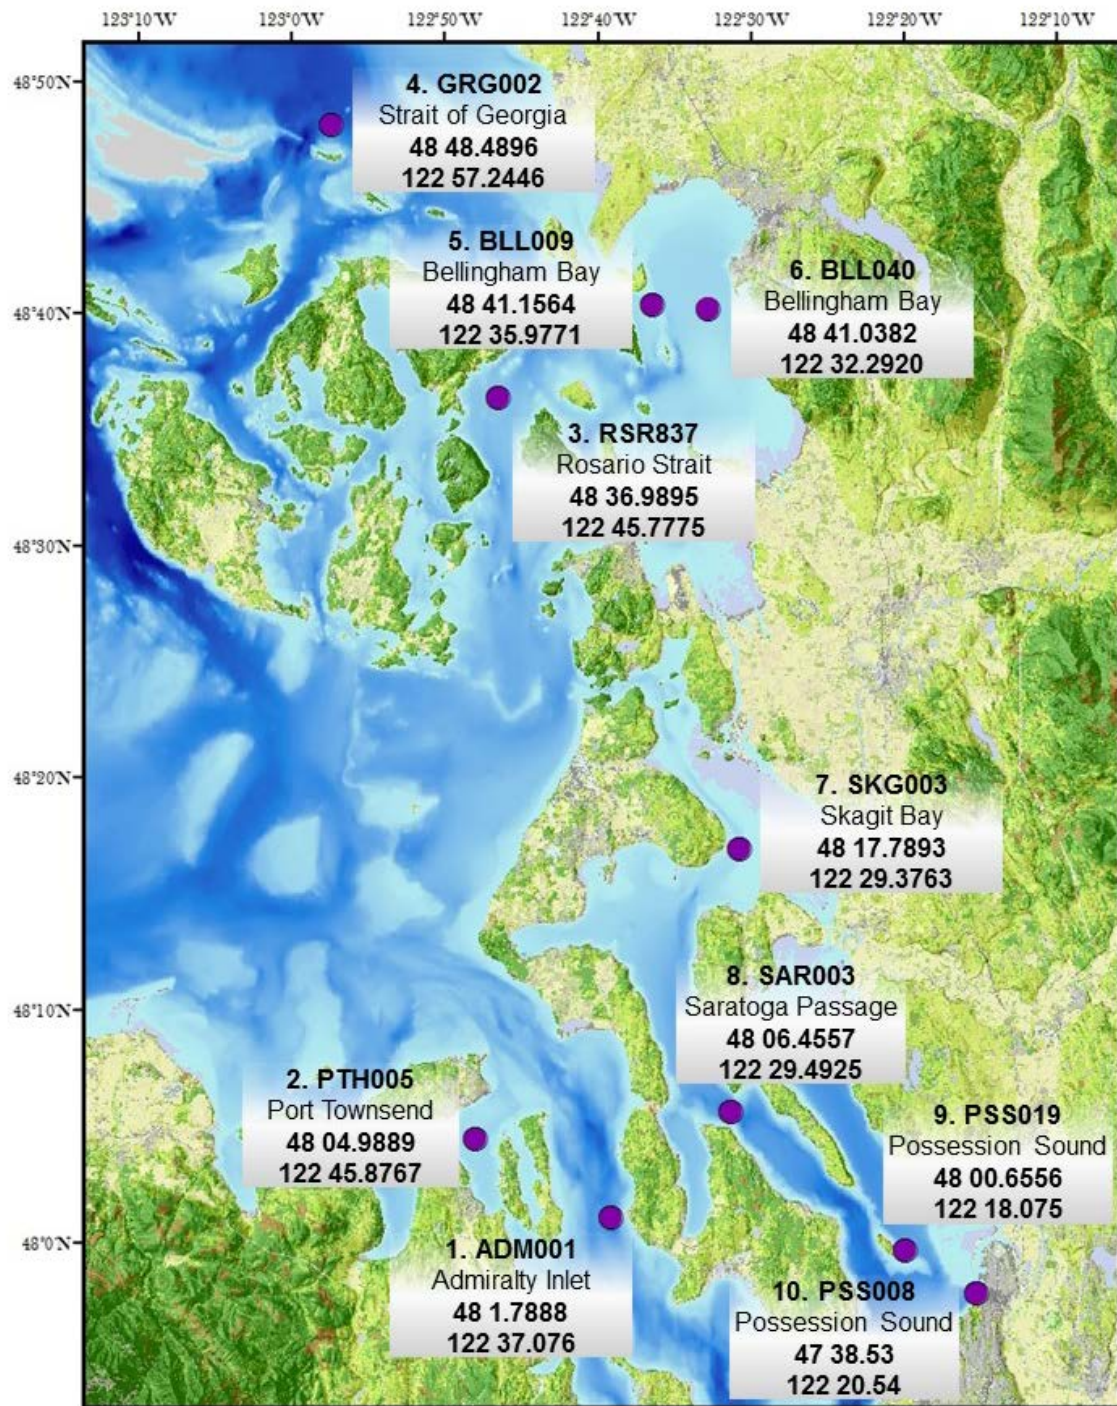 123°10'W 123°0'W 122°50'W 122°40'W 122°30'W 122°20'W 122°10'W
48°50'N
4. GRG002
Strait of Georgia
48 48.4896
122 57.2446
5. BLL009
Bellingham Bay
48 41.1564
122 35.9771
6. BLL040
Bellingham Bay
48 41.0382
122 32.2920
48°40'N
3. RSR837
Rosario Strait
48 36.9895
122 45.7775
48°30'N
48°20'N
7. SKG003
Skagit Bay
48 17.7893
122 29.3763
8. SAR003
Saratoga Passage
48 06.4557
122 29.4925
48°10'N
2. PTH005
Port Townsend
48 04.9889
122 45.8767
9. PSS019
Possession Sound
48 00.6556
122 18.075
48°0'N
1. ADM001
Admiralty Inlet
48 1.7888
122 37.076
10. PSS008
Possession Sound
47 38.53
122 20.54